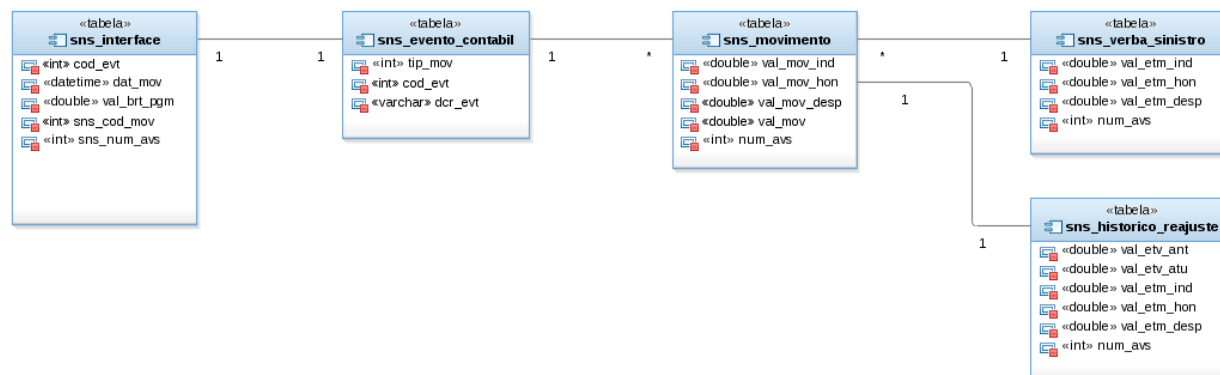 «tabela»
sns_interface
«int» cod_evt
«datetime» dat_mov
«double» val_brt_pgm
«int» sns_cod_mov
«int» sns_num_avs
1
1
«tabela»
sns_evento_contabil
«int» tip_mov
«int» cod_evt
«varchar» dcr_evt
1
*
«tabela»
sns_movimento
«double» val_mov_ind
«double» val_mov_hon
«double» val_mov_desp
«double» val_mov
«int» num_avs
*
1
1
1
«tabela»
sns_verba_sinistro
«double» val_etm_ind
«double» val_etm_hon
«double» val_etm_desp
«int» num_avs
«tabela»
sns_historico_reajuste
«double» val_etv_ant
«double» val_etv_atu
«double» val_etm_ind
«double» val_etm_hon
«double» val_etm_desp
«int» num_avs